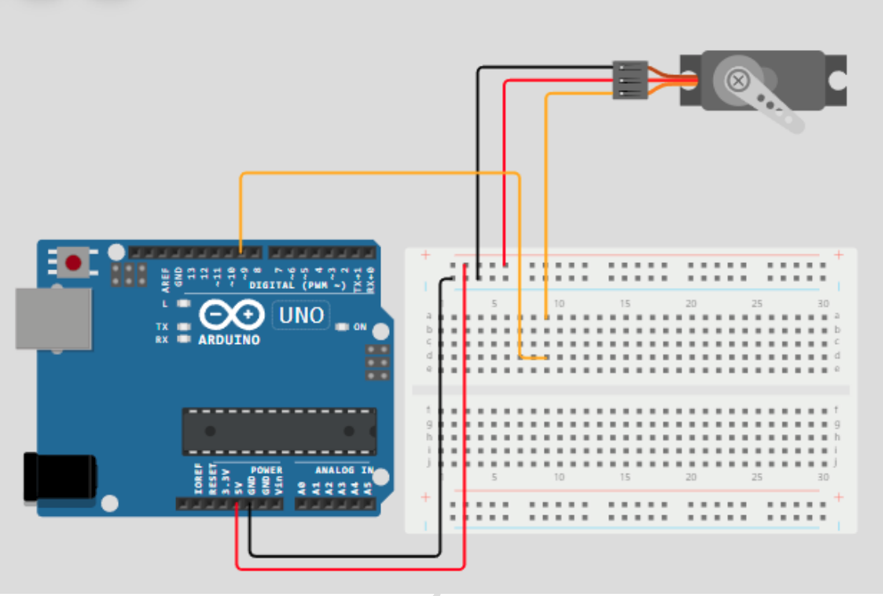 AREF
GND
13
12
~11
~10
~9
8
7
~6
~5
4
~3
2
TX→1
RX←0
DIGITAL (PWM ~)
L
TX
RX
UNO
ARDUINO
ON
IOREF
RESET
3.3V
5V
GND
GND
Vin
POWER
A0
A1
A2
A3
A4
A5
ANALOG IN
+ +
5 10 15 20 25 30
a a
b b
c c
d d
e e
f f
g g
h h
i i
j j
5 10 15 20 25 30
+ +